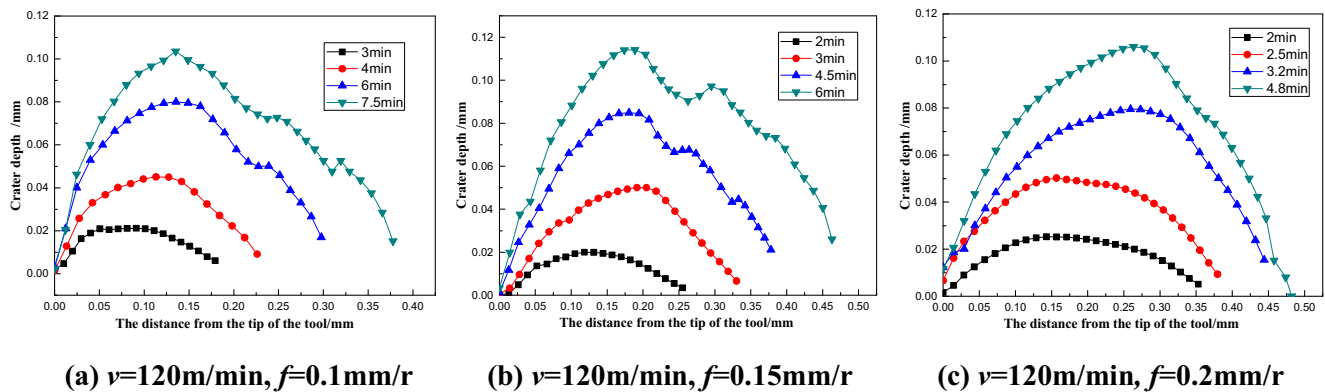 0.12
0.10
0.08
0.06
0.04
0.02
0.00
Crater depth /mm
3min
4min
6min
7.5min
0.00 0.05 0.10 0.15 0.20 0.25 0.30 0.35 0.40
The distance from the tip of the tool/mm
(a) v=120m/min, f=0.1mm/r
0.12
0.10
0.08
0.06
0.04
0.02
0.00
Crater depth /mm
2min
3min
4.5min
6min
0.00 0.05 0.10 0.15 0.20 0.25 0.30 0.35 0.40 0.45 0.50
The distance from the tip of the tool/mm
(b) v=120m/min, f=0.15mm/r
0.12
0.10
0.08
0.06
0.04
0.02
0.00
Crater depth /mm
2min
2.5min
3.2min
4.8min
0.00 0.05 0.10 0.15 0.20 0.25 0.30 0.35 0.40 0.45 0.50
The distance from the tip of the tool/mm
(c) v=120m/min, f=0.2mm/r